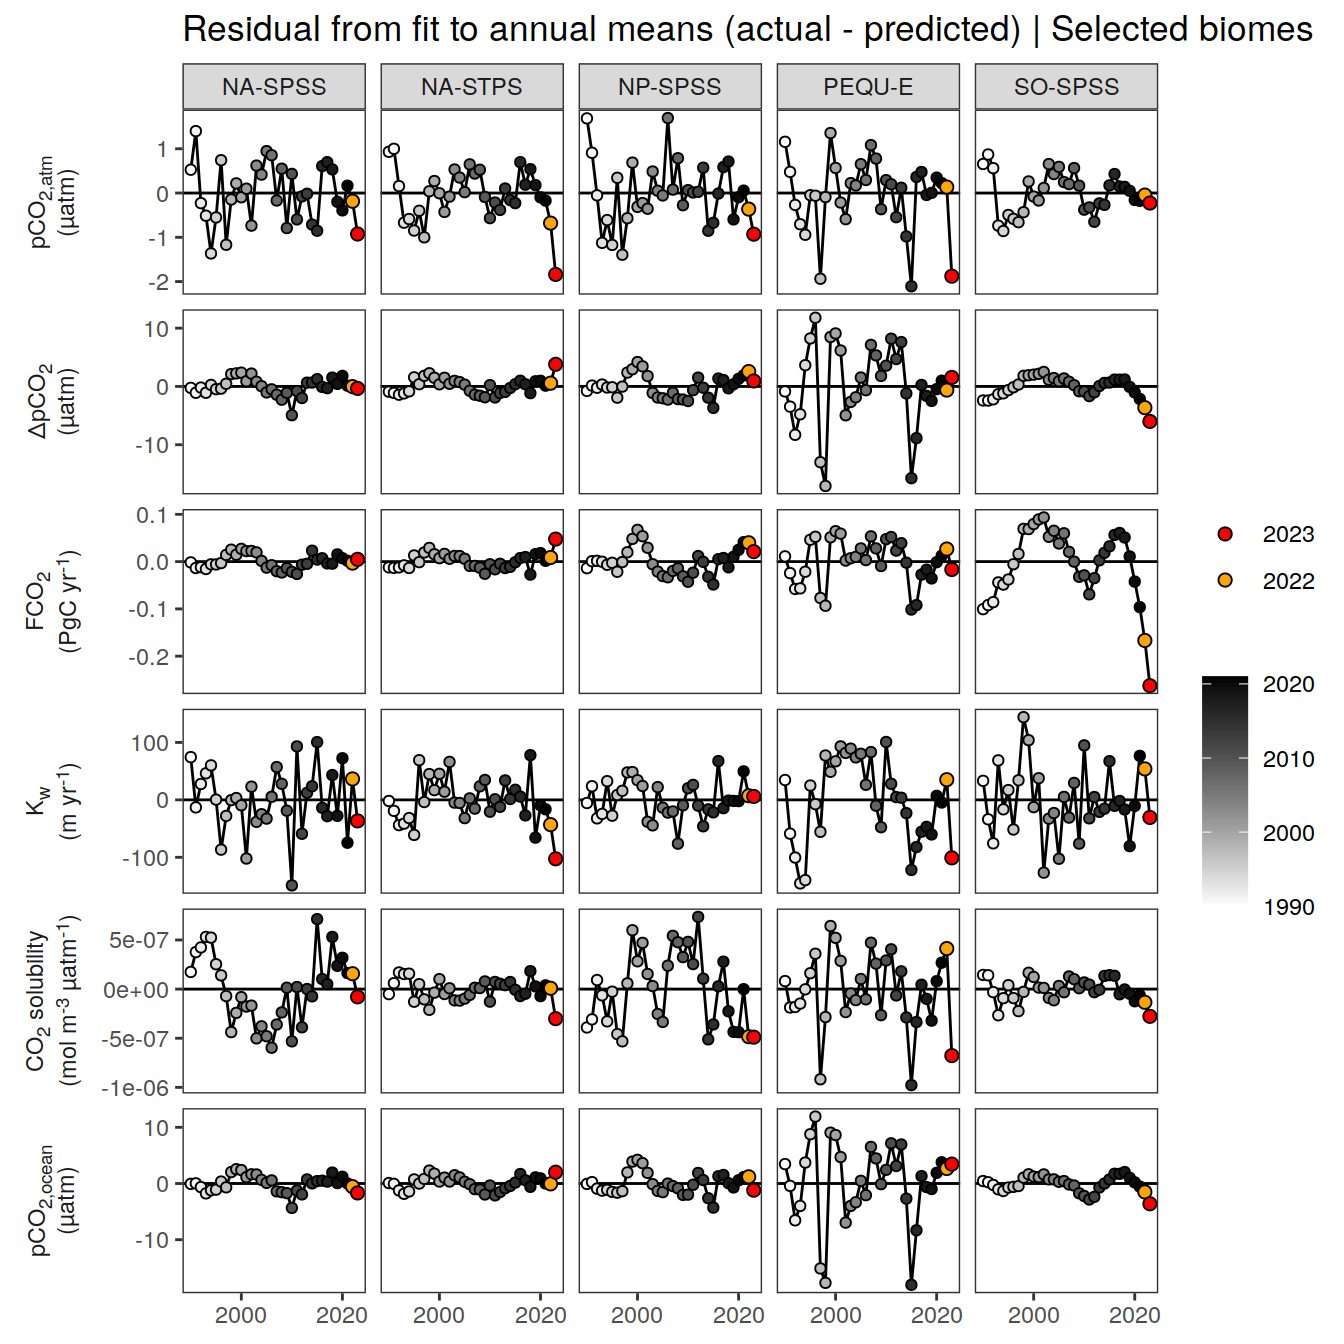 Residual from fit to annual means (actual - predicted) | Selected biomes
NA-SPSS NA-STPS NP-SPSS PEQU-E SO-SPSS
pCO2,atm
(µatm)
1
0
-1
-2
ΔpCO2
(µatm)
10
0
-10
FCO2
(PgC yr-1)
0.1
0.0
-0.1
-0.2
Kw
(m yr-1)
100
0
-100
CO2 solubility
(mol m-3 µatm-1)
5e-07
0e+00
-5e-07
-1e-06
pCO2,ocean
(µatm)
10
0
-10
2000 2020 2000 2020 2000 2020 2000 2020 2000 2020
2023
2022
2020
2010
2000
1990